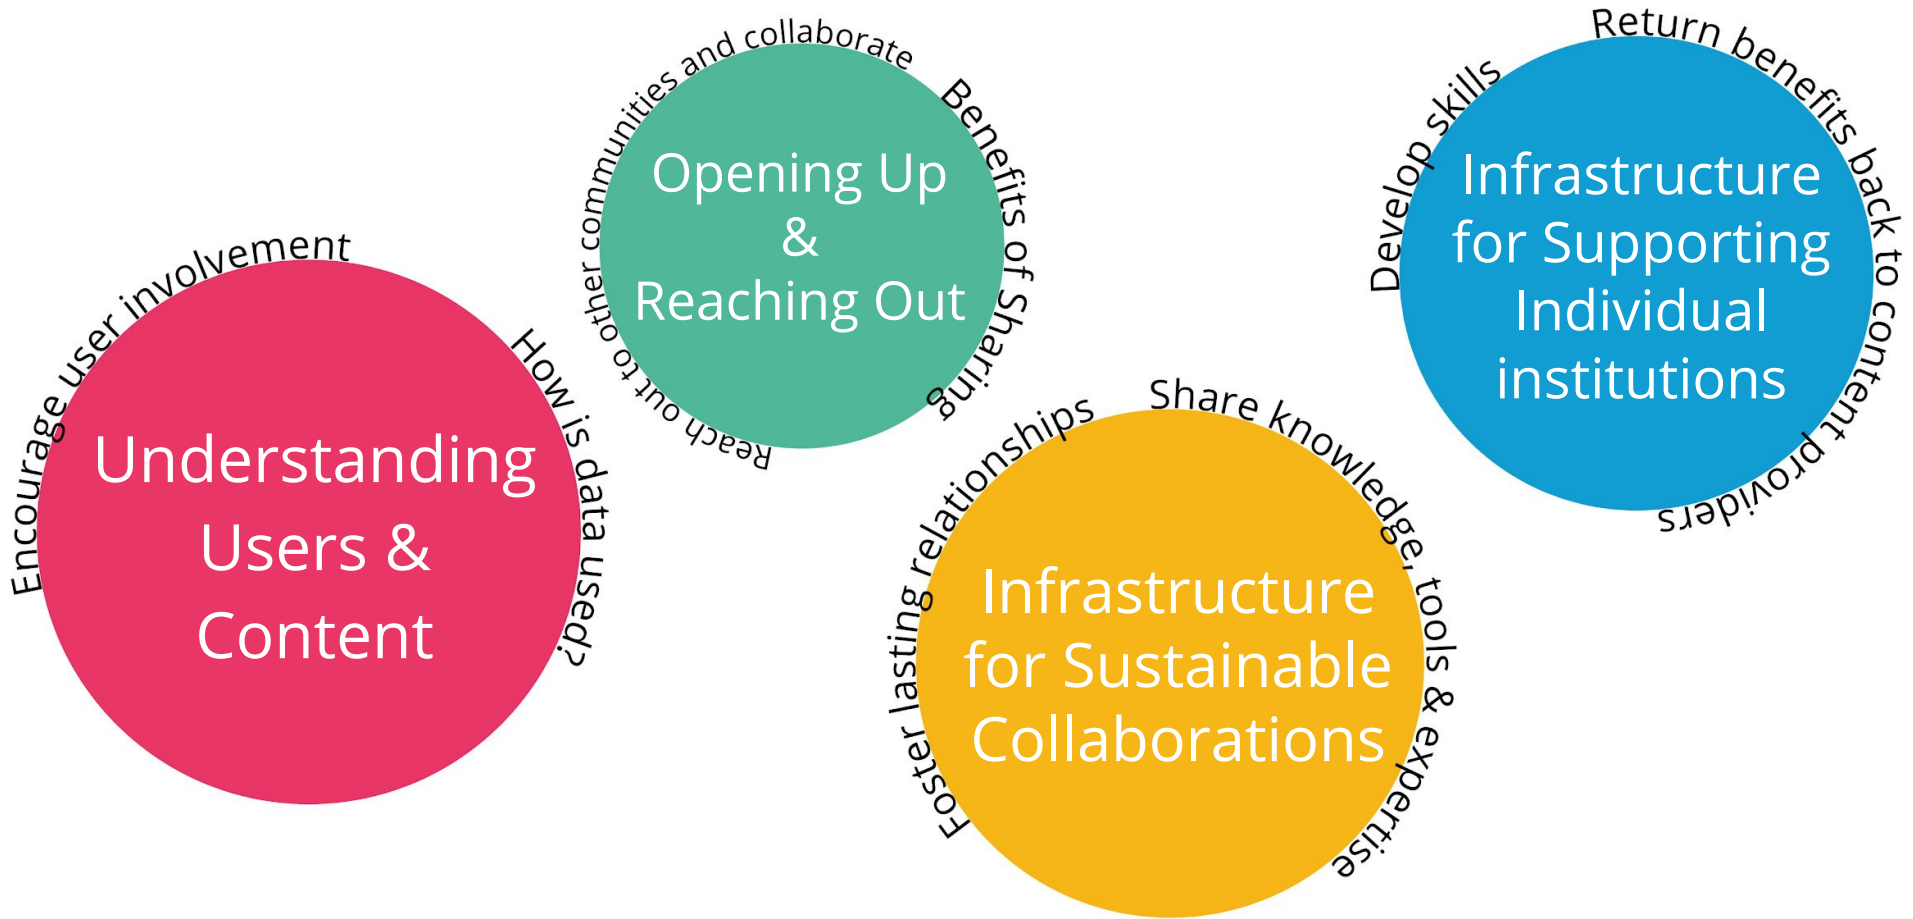 Encourage user involvement
How is data used?
Understanding
Users &
Content
Reach out to other communities and collaborate
Benefits of Sharing
Opening Up
&
Reaching Out
Foster lasting relationships
Share knowledge, tools & expertise
Infrastructure
for Sustainable
Collaborations
Develop skills
Return benefits back to content providers
Infrastructure
for Supporting
Individual
institutions